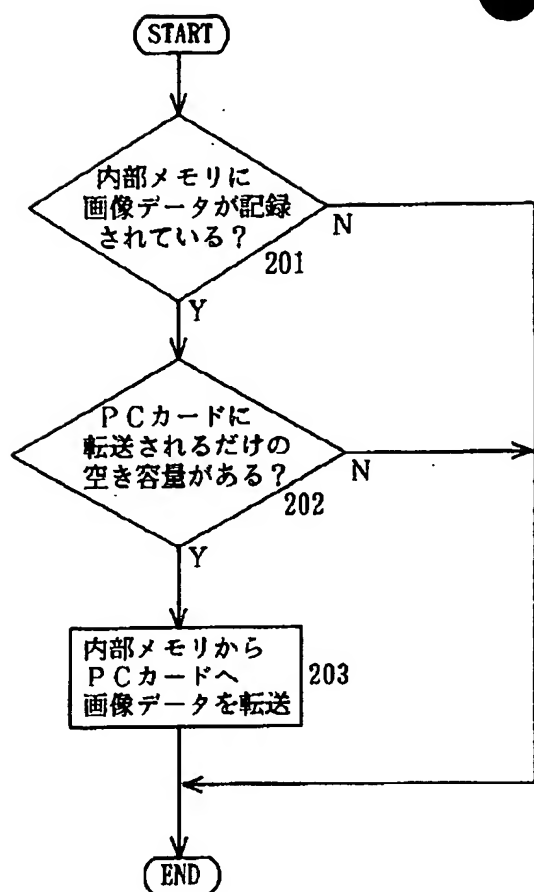 START
内部メモリに
画像データが記録
されている?
N
201
Y
PCカードに
転送されるだけの
空き容量がある?
N
202
Y
内部メモリから
PCカードへ
画像データを転送
203
END